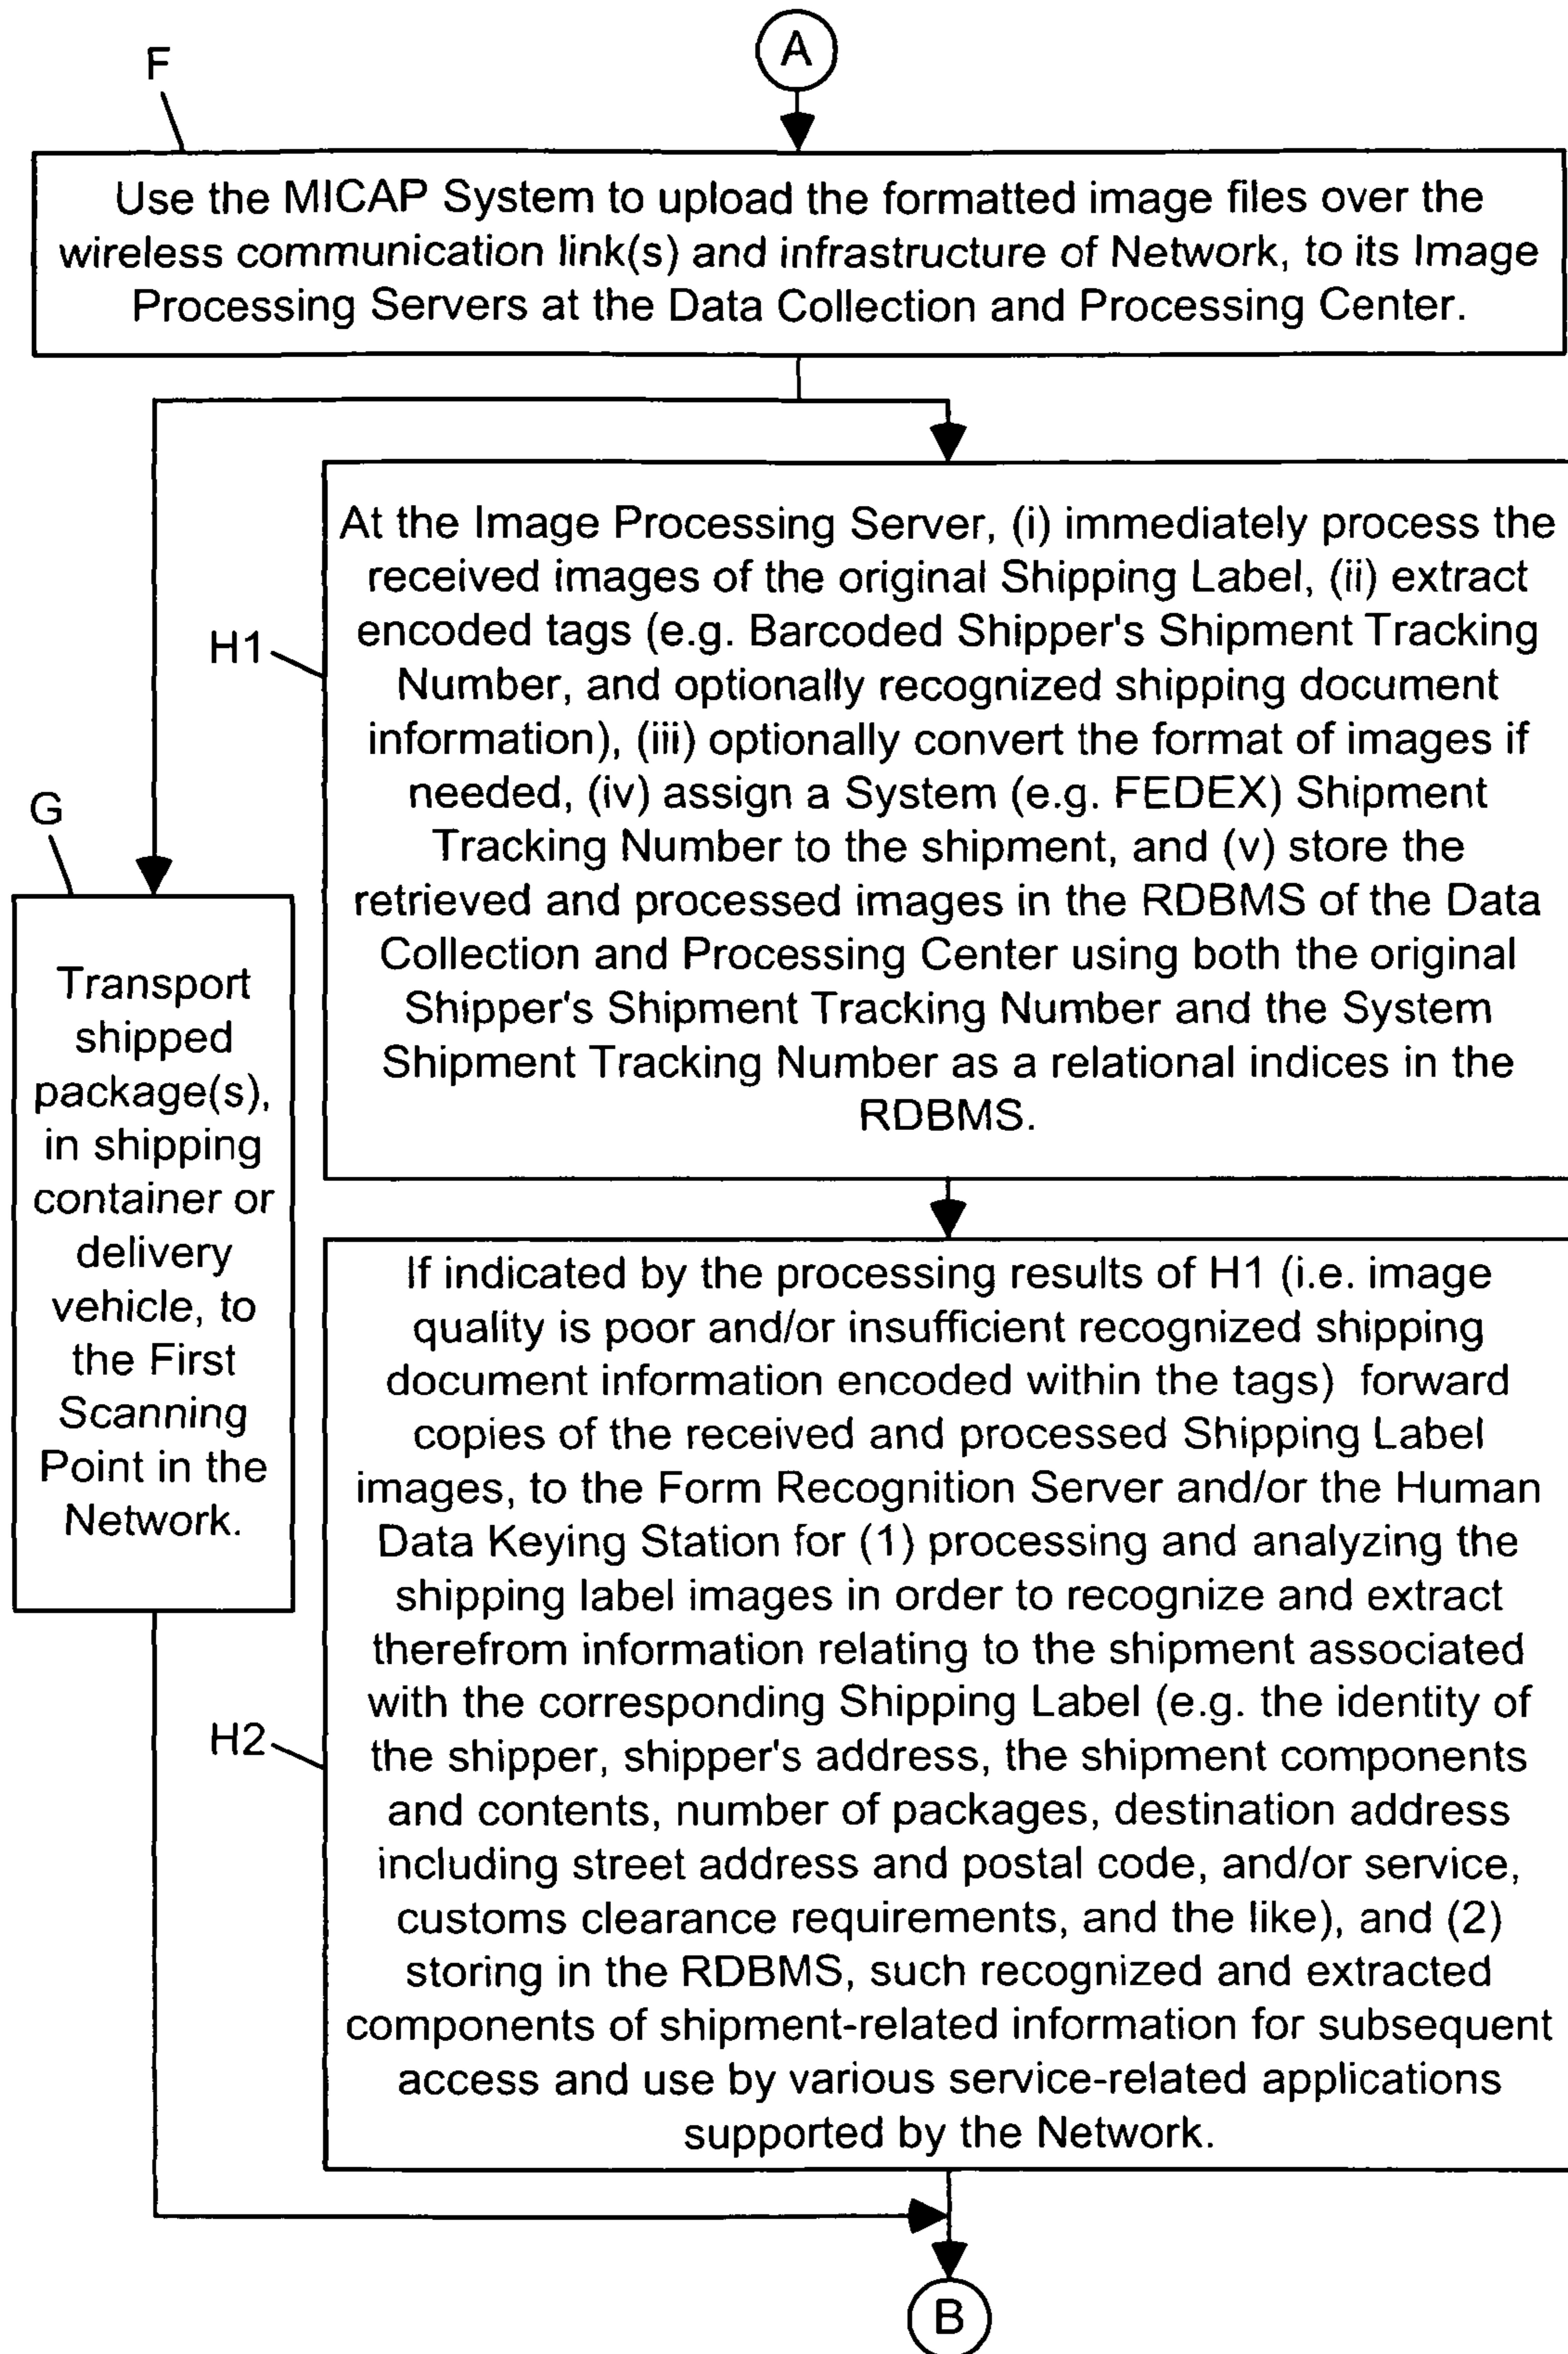 A
F
Use the MICAP System to upload the formatted image files over the
wireless communication link(s) and infrastructure of Network, to its Image
Processing Servers at the Data Collection and Processing Center.
H1
At the Image Processing Server, (i) immediately process the
received images of the original Shipping Label, (ii) extract
encoded tags (e.g. Barcoded Shipper's Shipment Tracking
Number, and optionally recognized shipping document
information), (iii) optionally convert the format of images if
needed, (iv) assign a System (e.g. FEDEX) Shipment
Tracking Number to the shipment, and (v) store the
retrieved and processed images in the RDBMS of the Data
Collection and Processing Center using both the original
Shipper's Shipment Tracking Number and the System
Shipment Tracking Number as a relational indices in the
RDBMS.
G
Transport
shipped
package(s),
in shipping
container or
delivery
vehicle, to
the First
Scanning
Point in the
Network.
H2
If indicated by the processing results of H1 (i.e. image
quality is poor and/or insufficient recognized shipping
document information encoded within the tags) forward
copies of the received and processed Shipping Label
images, to the Form Recognition Server and/or the Human
Data Keying Station for (1) processing and analyzing the
shipping label images in order to recognize and extract
therefrom information relating to the shipment associated
with the corresponding Shipping Label (e.g. the identity of
the shipper, shipper's address, the shipment components
and contents, number of packages, destination address
including street address and postal code, and/or service,
customs clearance requirements, and the like), and (2)
storing in the RDBMS, such recognized and extracted
components of shipment-related information for subsequent
access and use by various service-related applications
supported by the Network.
B